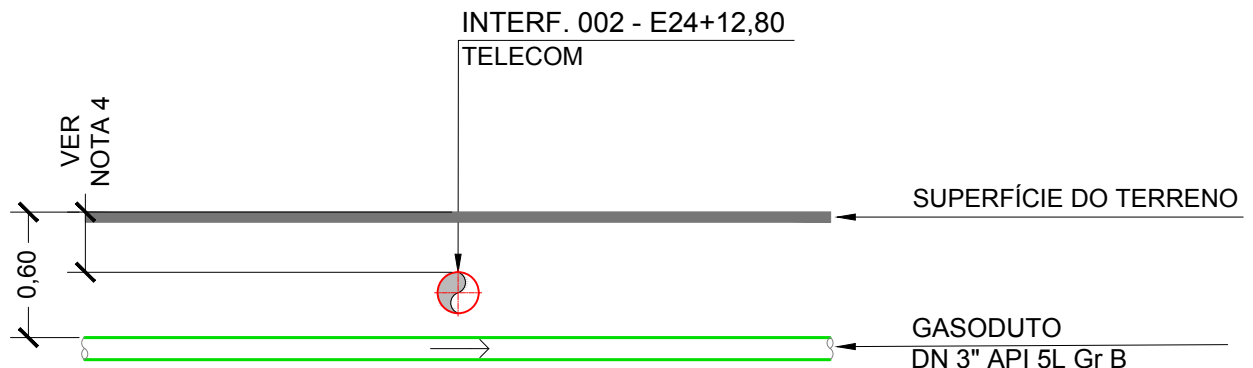 INTERF. 002 - E24+12,80
TELECOM
VER
NOTA 4
SUPERFÍCIE DO TERRENO
0,60
GASODUTO
DN 3" API 5L Gr B